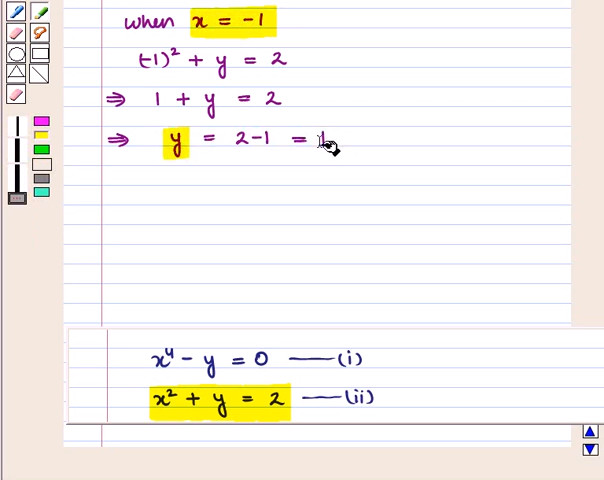 when x = -1
(-1)² + y = 2
⇒ 1 + y = 2
⇒ y = 2-1 = 1
x⁴ - y = 0 —(i)
x² + y = 2 —(ii)